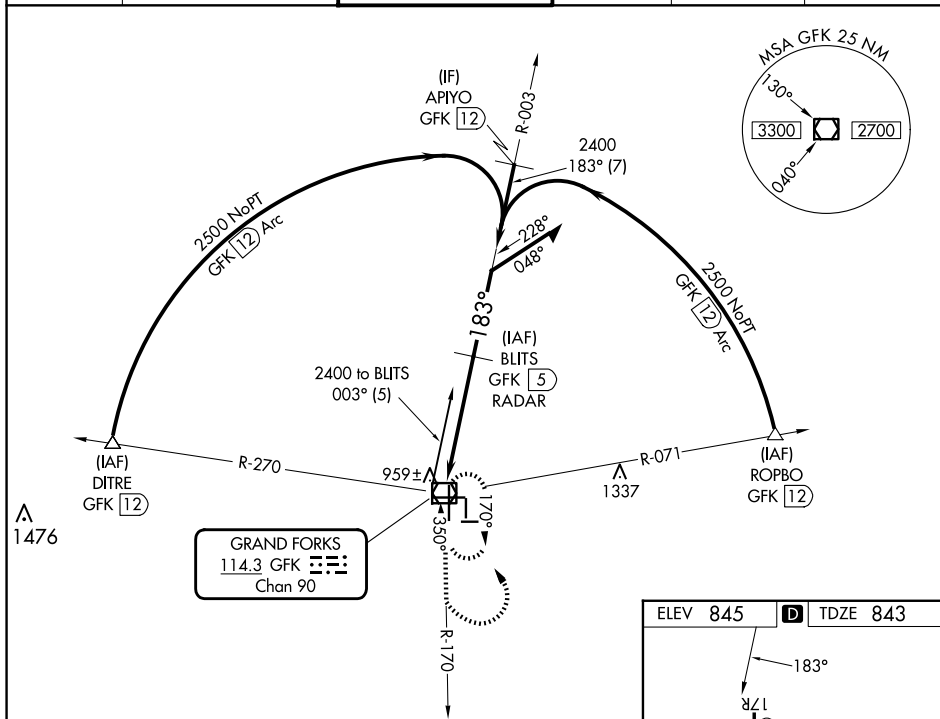 MSA GFK 25 NM
130°
3300
2700
040°
(IF)
APIYO
GFK 12
R-003
2400
183° (7)
2500 NoPT
GFK 12 Arc
228°
048°
2500 NoPT
GFK 12 Arc
183°
(IAF)
BLITS
GFK 5
RADAR
2400 to BLITS
003° (5)
(IAF)
DITRE
GFK 12
R-270
959±
R-071
1337
(IAF)
ROPBO
GFK 12
1476
170°
350°
GRAND FORKS
114.3 GFK
Chan 90
R-170
ELEV 845 D TDZE 843
183°
17R